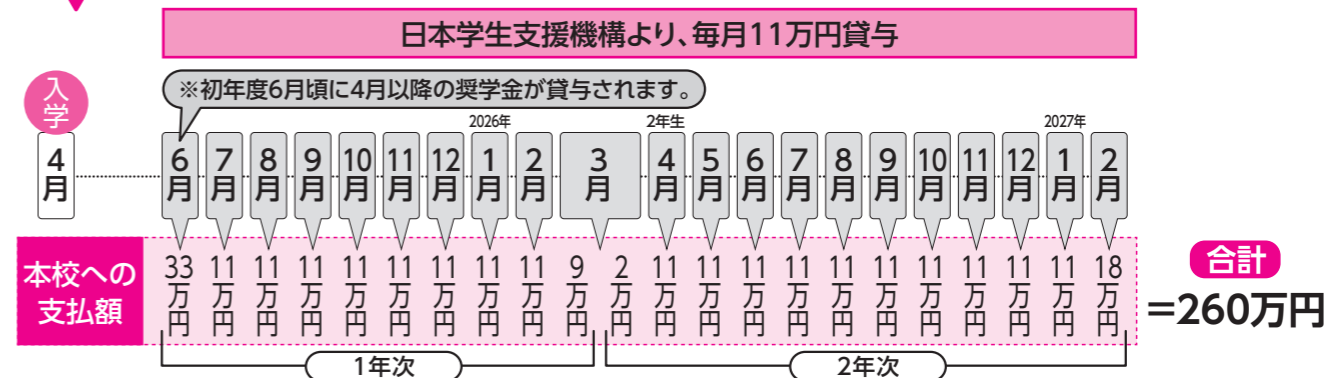 日本学生支援機構より、毎月11万円貸与
入学
※初年度6月頃に4月以降の奨学金が貸与されます。
2026年 2年生 2027年
4月 6月 7月 8月 9月 10月 11月 12月 1月 2月 3月 4月 5月 6月 7月 8月 9月 10月 11月 12月 1月 2月
本校への
支払額
33万円 11万円 11万円 11万円 11万円 11万円 11万円 11万円 11万円 9万円 2万円 11万円 11万円 11万円 11万円 11万円 11万円 11万円 11万円 11万円 11万円 18万円
合計
=260万円
1年次 2年次